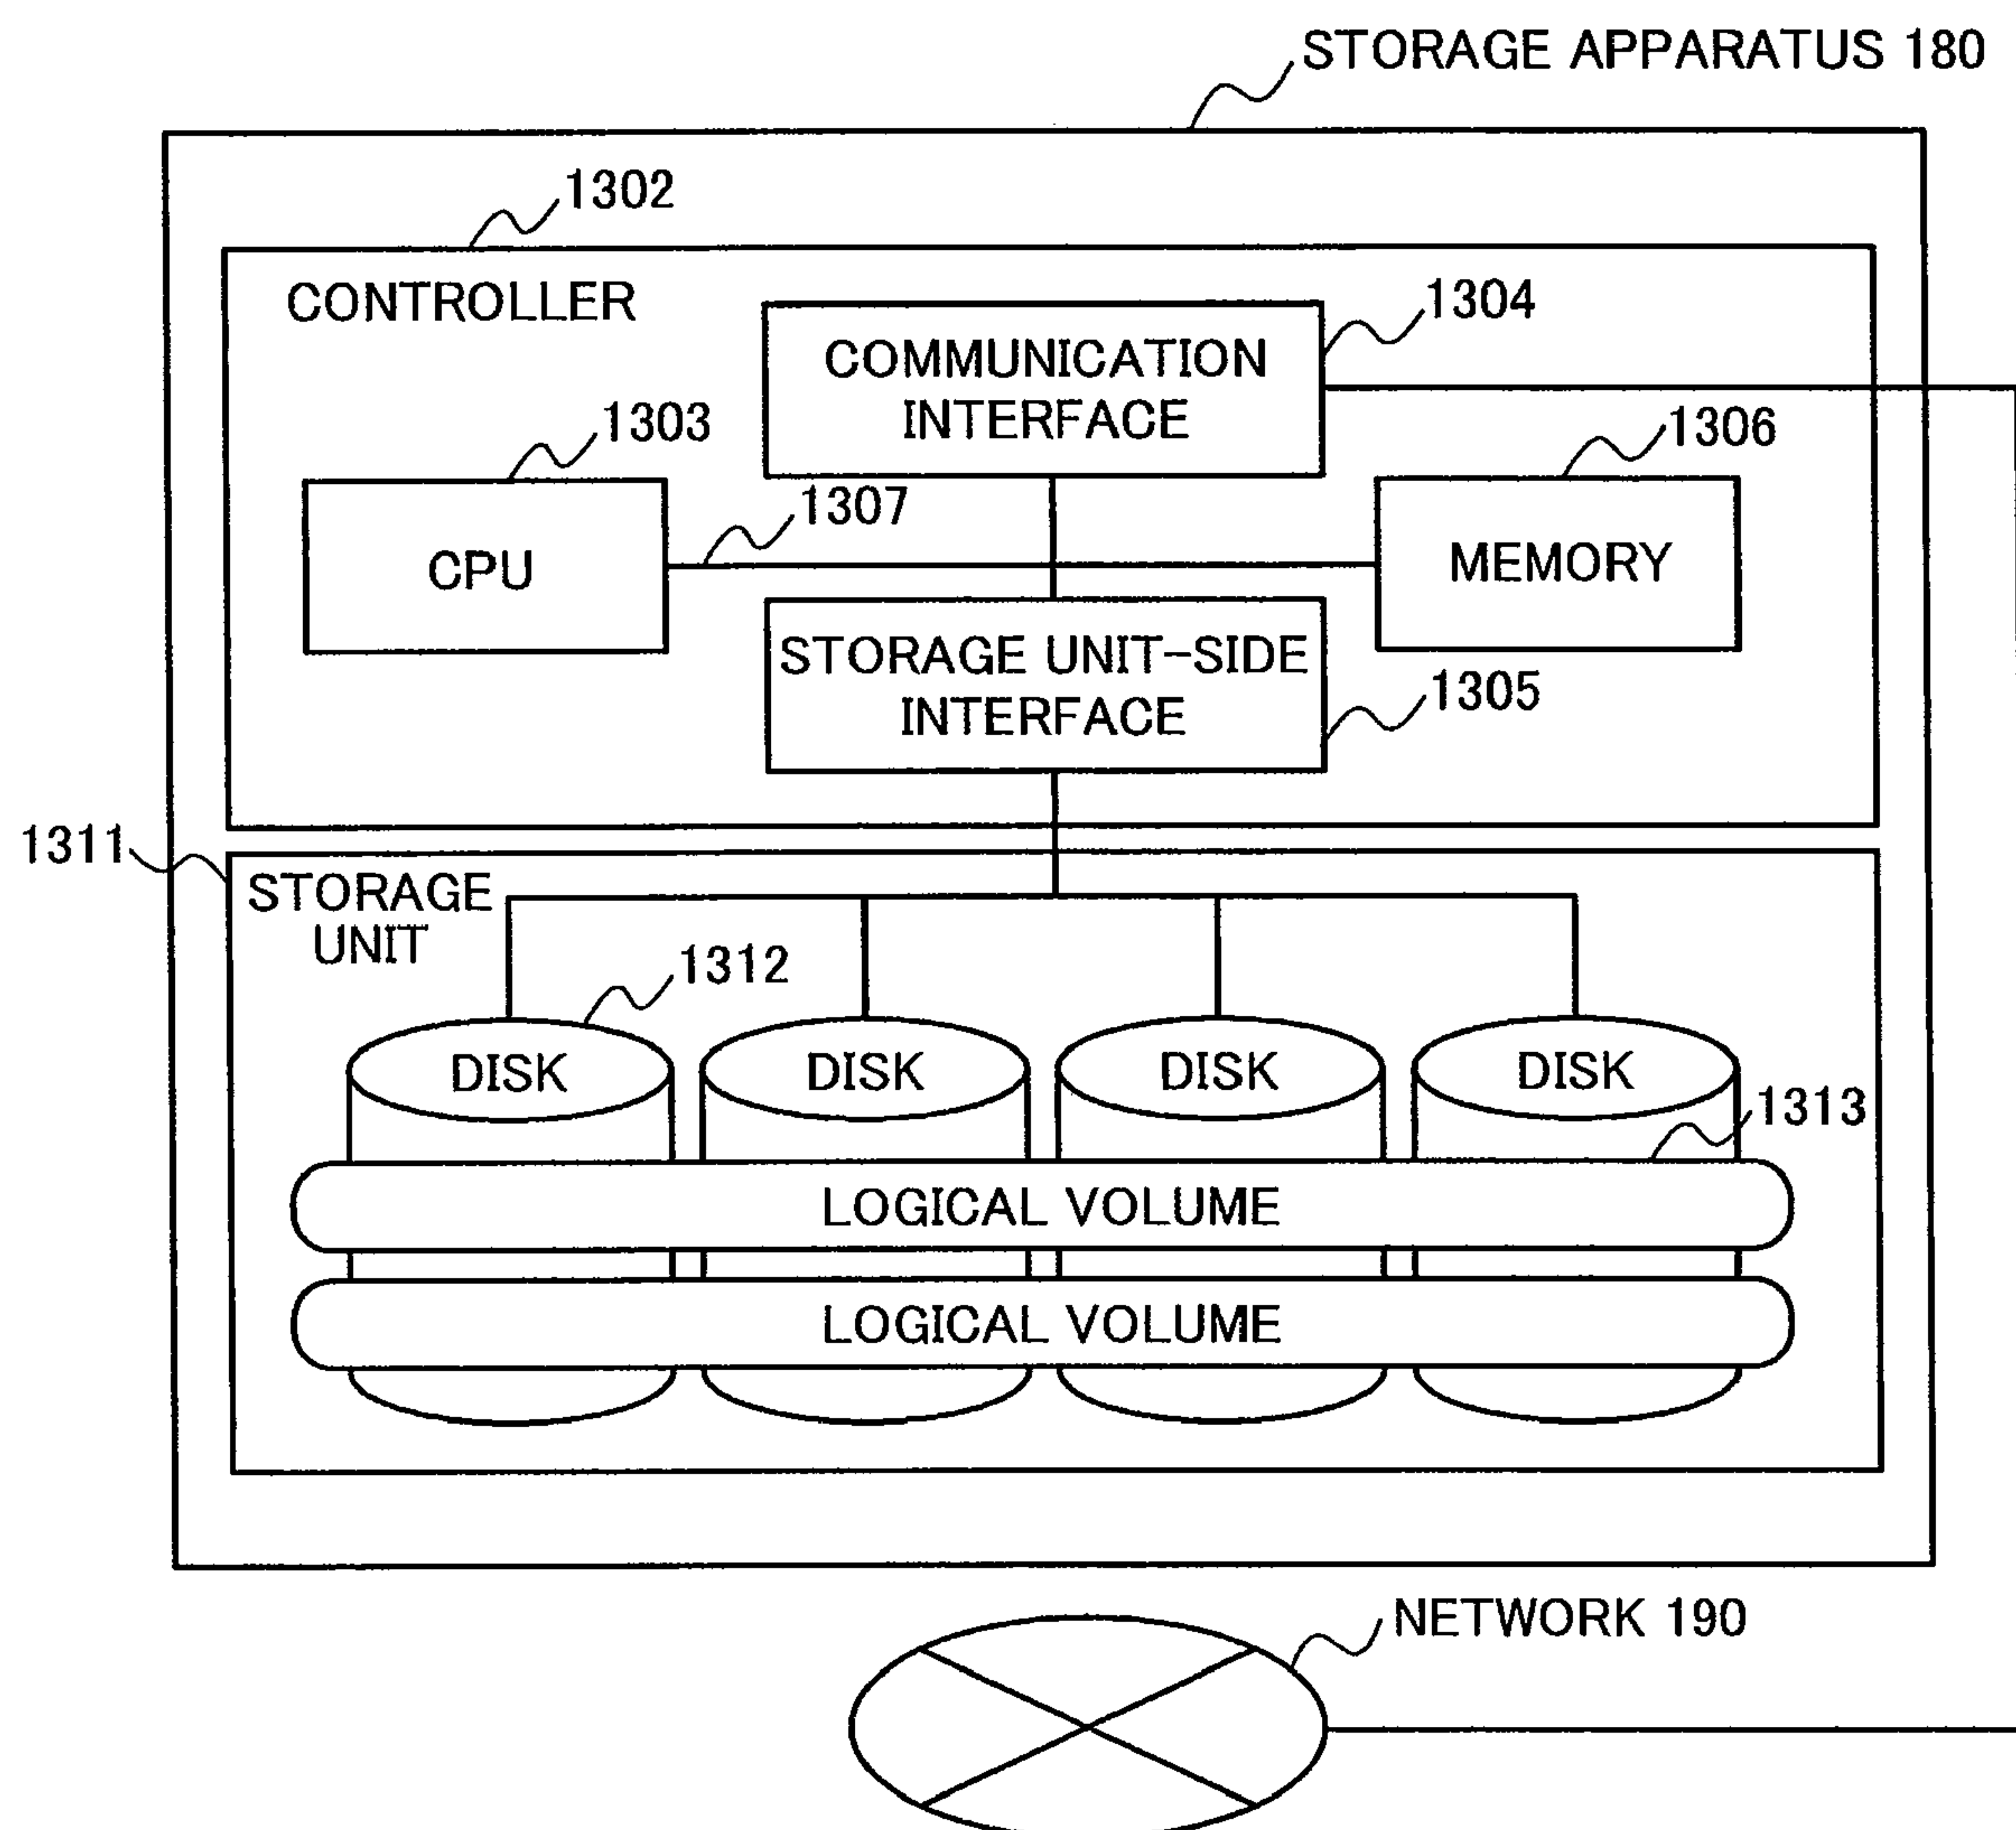 STORAGE APPARATUS 180
1302
CONTROLLER
1304
COMMUNICATION
INTERFACE
1303
1306
1307
CPU
MEMORY
STORAGE UNIT-SIDE
INTERFACE
1305
1311
STORAGE
UNIT
1312
DISK
DISK
DISK
DISK
1313
LOGICAL VOLUME
LOGICAL VOLUME
NETWORK 190